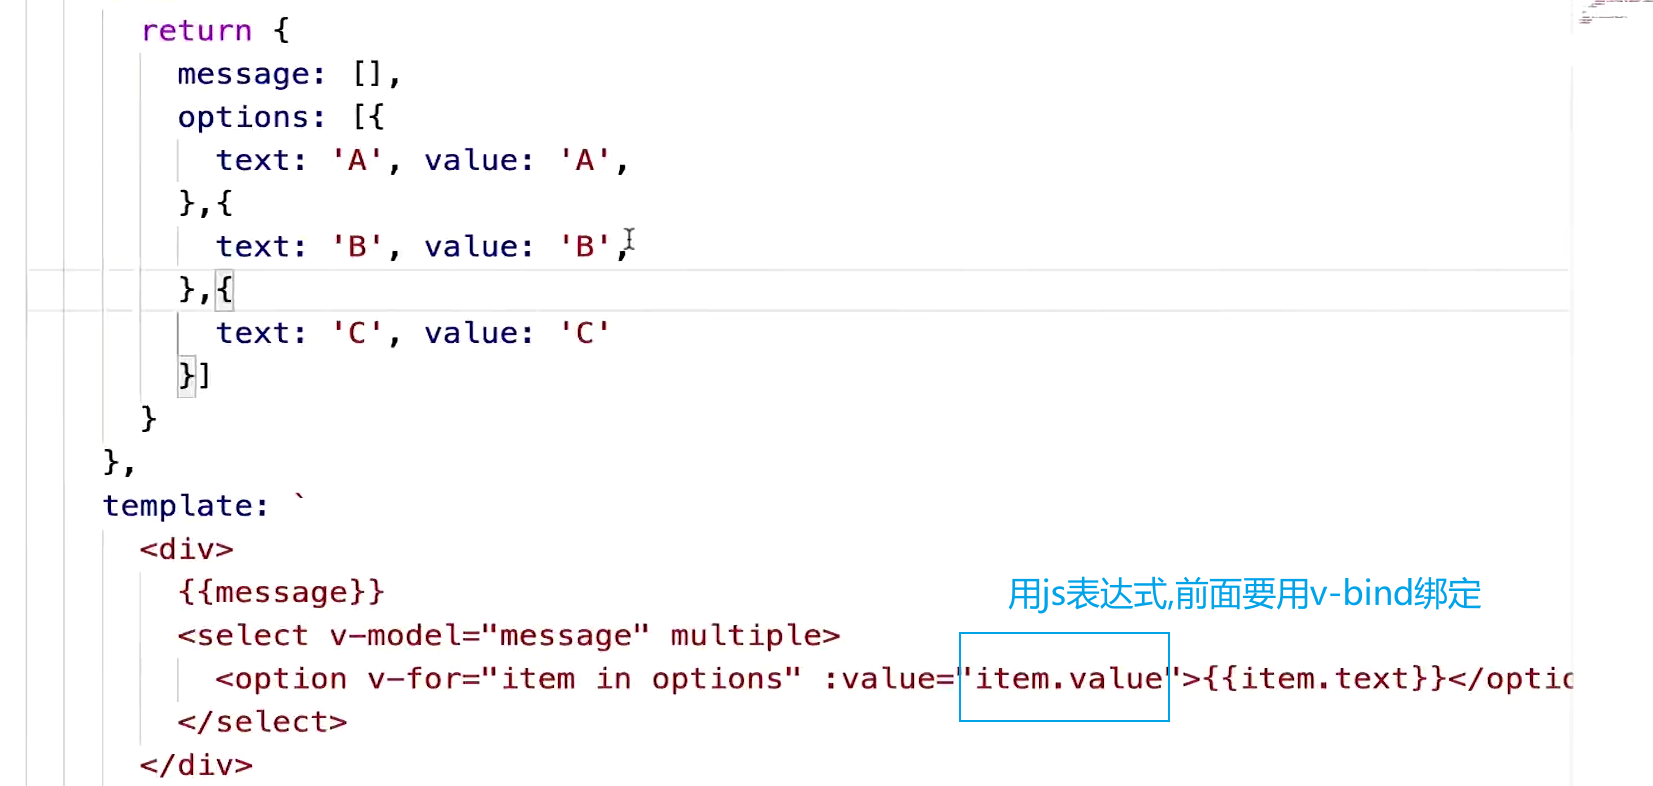 return {
message: [],
options: [{
text: 'A', value: 'A',
},{
text: 'B', value: 'B',
},{
text: 'C', value: 'C'
}]
}
},
template: `
<div>
{{message}}
用js表达式,前面要用v-bind绑定
<select v-model="message" multiple>
<option v-for="item in options" :value="item.value">{{item.text}}</optio
</select>
</div>